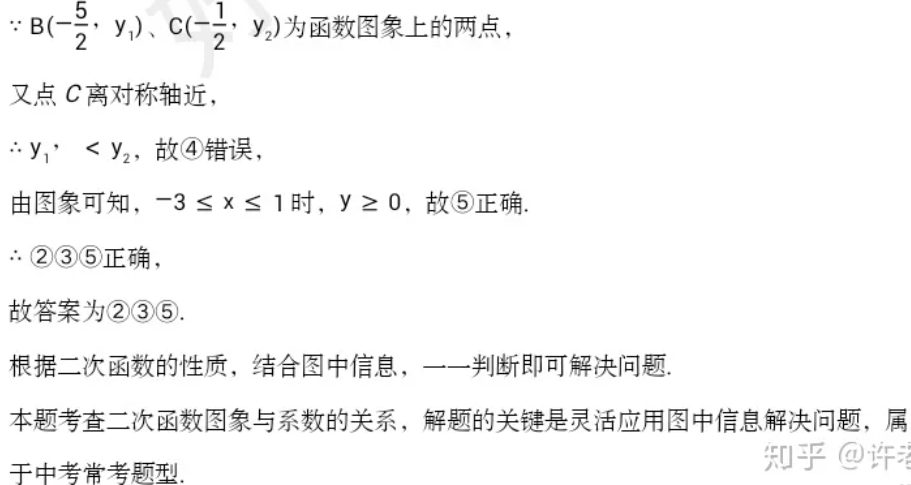 ∵ B(-5/2, y₁)、C(-1/2, y₂)为函数图象上的两点,
又点 C 离对称轴近,
∴ y₁, < y₂, 故④错误,
由图象可知, -3 ≤ x ≤ 1 时, y ≥ 0, 故⑤正确.
∴ ②③⑤正确,
故答案为②③⑤.
根据二次函数的性质, 结合图中信息, 一一判断即可解决问题.
本题考查二次函数图象与系数的关系, 解题的关键是灵活应用图中信息解决问题, 属
于中考常考题型.
知乎 @许